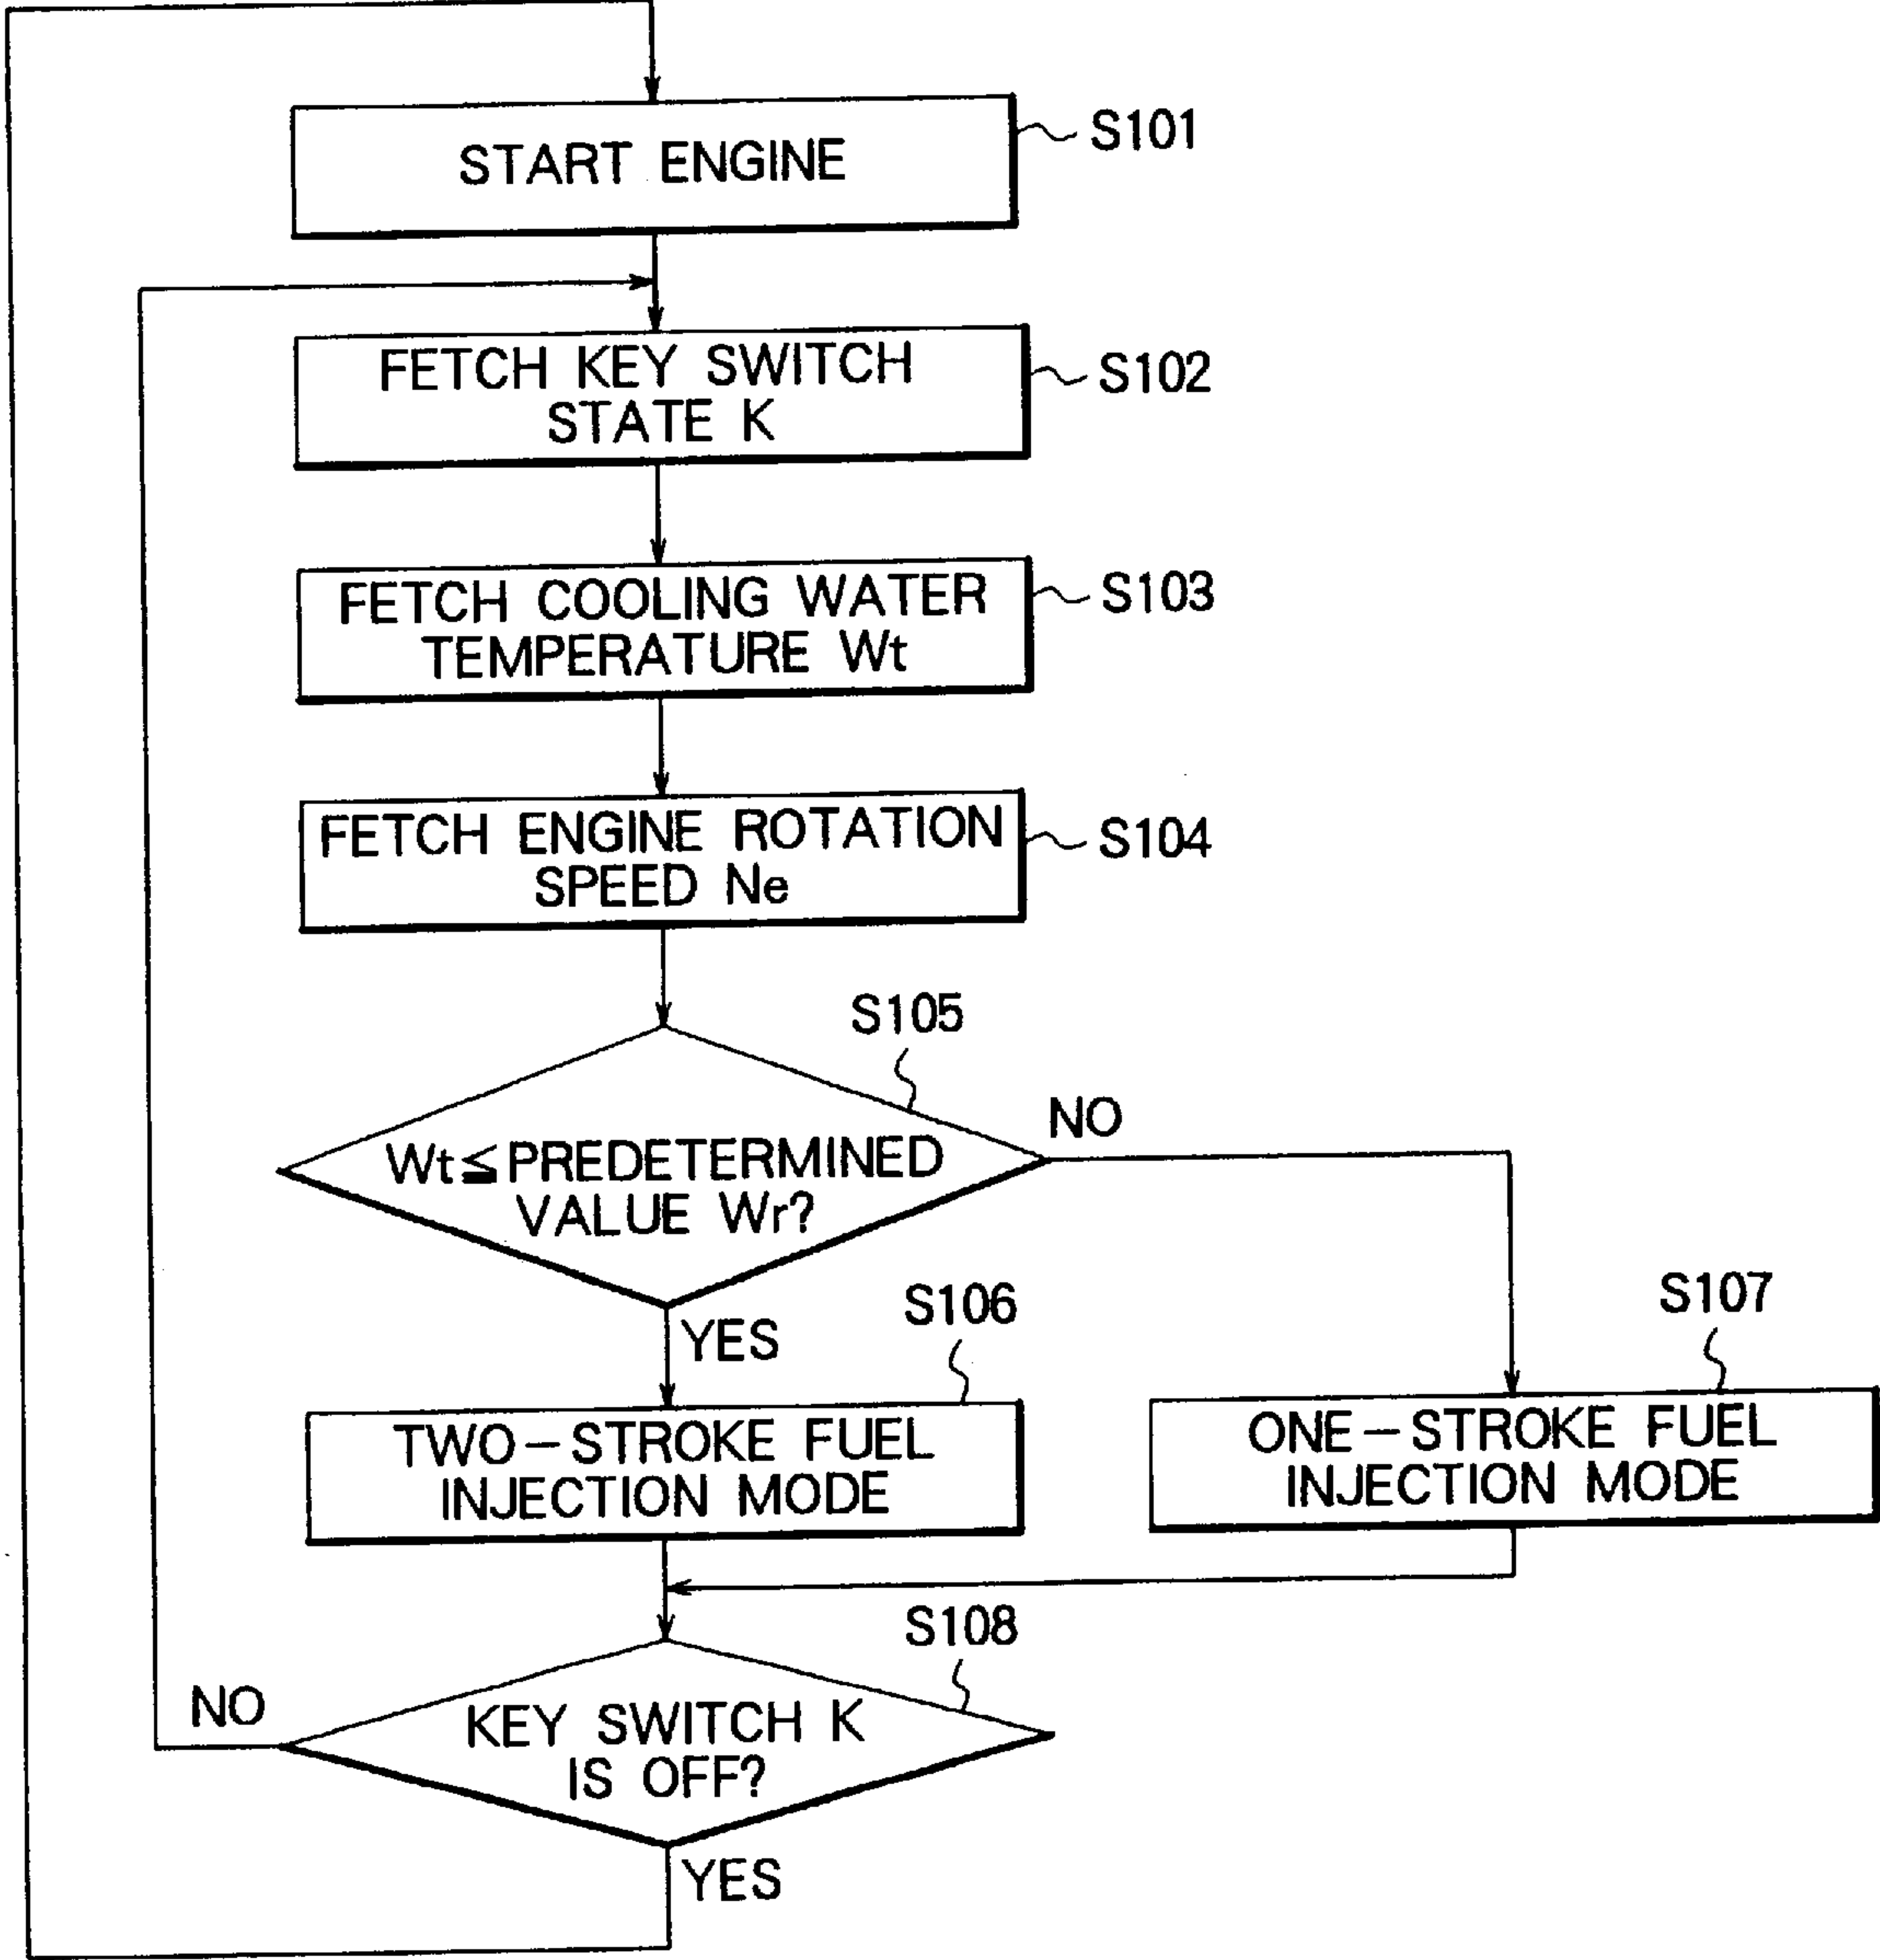 START ENGINE
S101
FETCH KEY SWITCH
STATE K
S102
FETCH COOLING WATER
TEMPERATURE Wt
S103
FETCH ENGINE ROTATION
SPEED Ne
S104
S105
Wt≦PREDETERMINED
VALUE Wr?
NO
YES
S106
TWO-STROKE FUEL
INJECTION MODE
S107
ONE-STROKE FUEL
INJECTION MODE
S108
KEY SWITCH K
IS OFF?
NO
YES